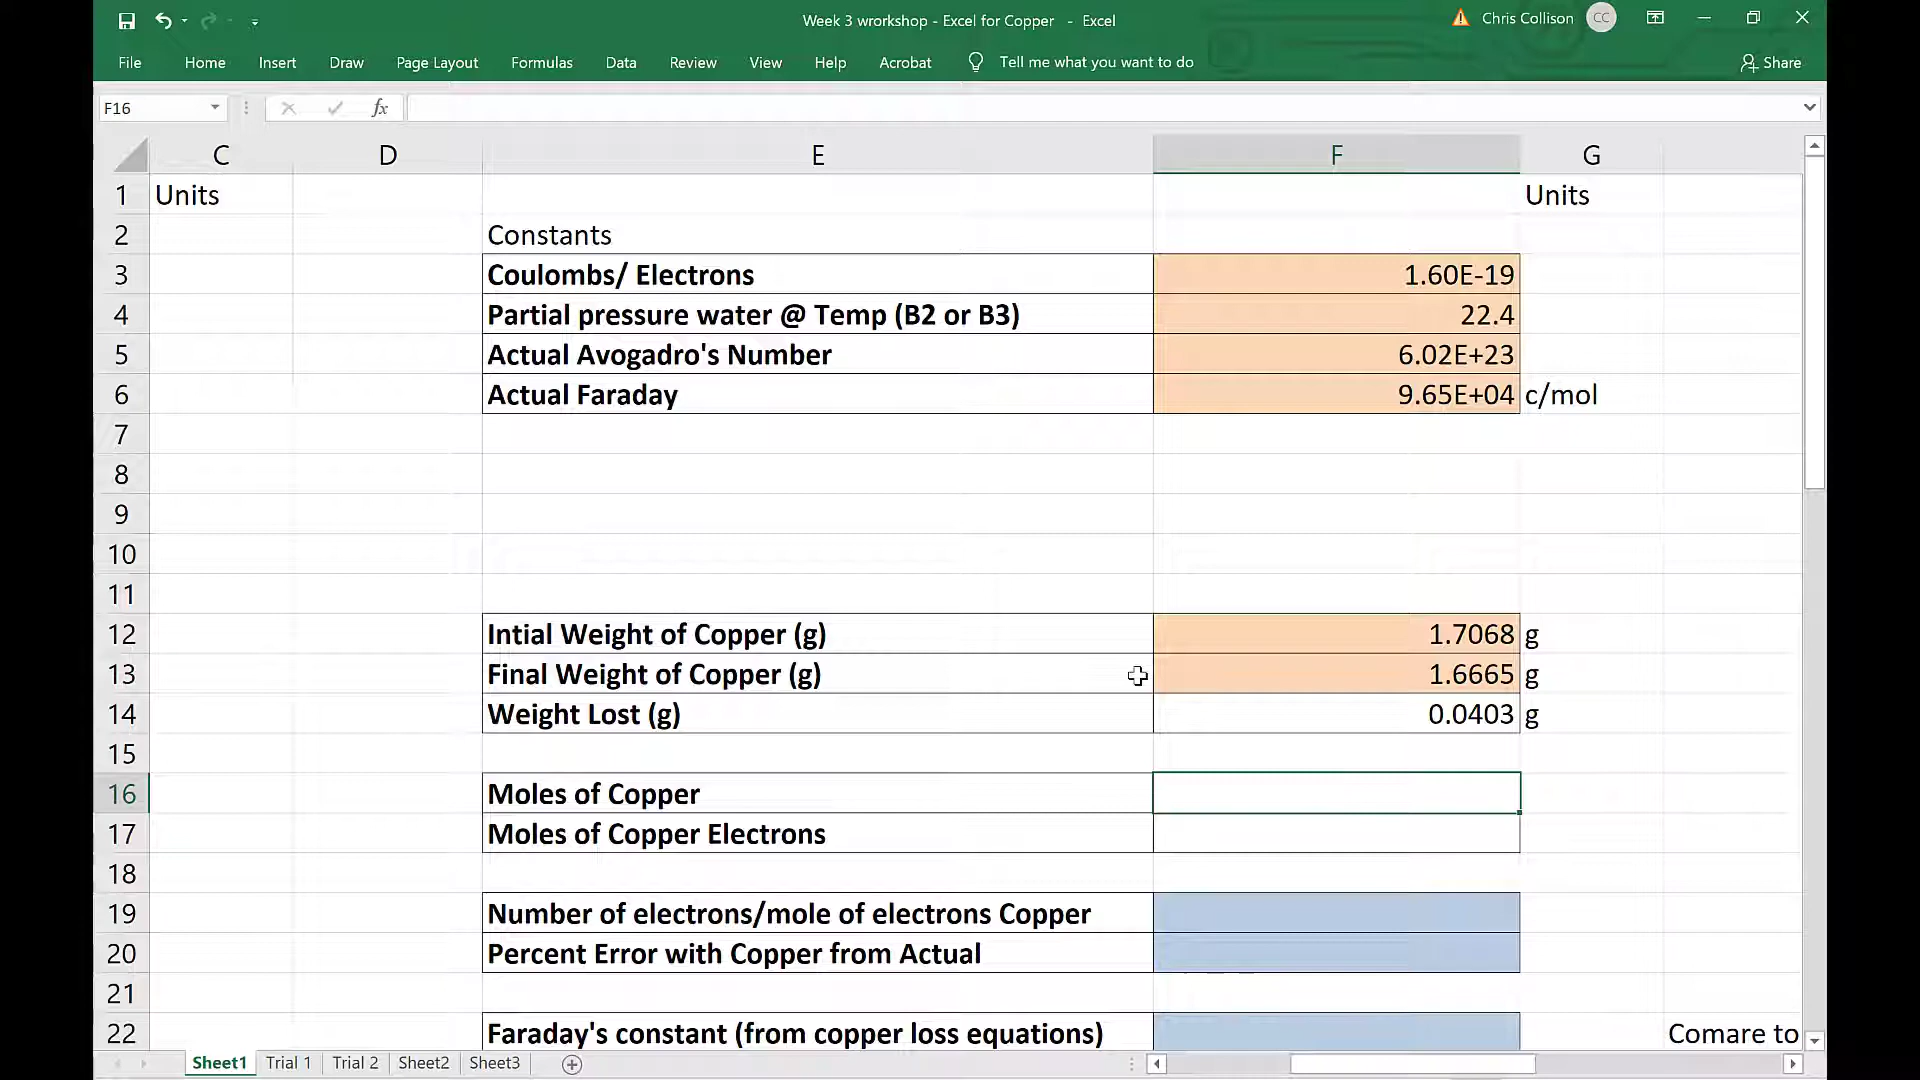 Week 3 wrokshop - Excel for Copper - Excel
Chris Collison CC
File Home Insert Draw Page Layout Formulas Data Review View Help Acrobat Tell me what you want to do Share
F16 fx
C D E F G
1 Units Units
2 Constants
3 Coulombs/ Electrons 1.60E-19
4 Partial pressure water @ Temp (B2 or B3) 22.4
5 Actual Avogadro's Number 6.02E+23
6 Actual Faraday 9.65E+04 c/mol
7
8
9
10
11
12 Intial Weight of Copper (g) 1.7068 g
13 Final Weight of Copper (g) 1.6665 g
14 Weight Lost (g) 0.0403 g
15
16 Moles of Copper
17 Moles of Copper Electrons
18
19 Number of electrons/mole of electrons Copper
20 Percent Error with Copper from Actual
21
22 Faraday's constant (from copper loss equations) Comare to
Sheet1 Trial 1 Trial 2 Sheet2 Sheet3